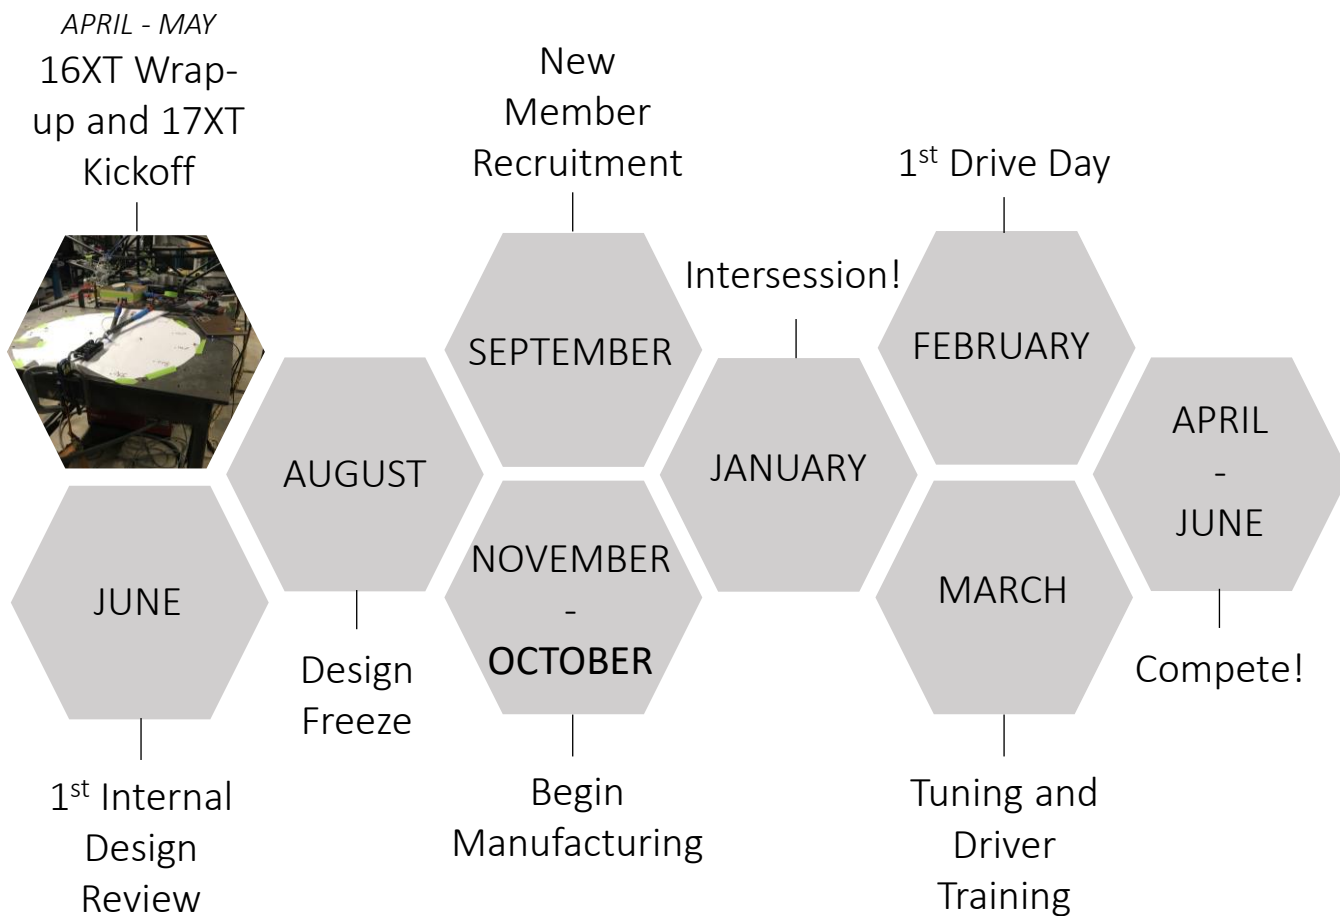 APRIL - MAY
16XT Wrap-
up and 17XT
Kickoff
JUNE
1st Internal
Design
Review
AUGUST
Design
Freeze
New
Member
Recruitment
SEPTEMBER
NOVEMBER
-
OCTOBER
Begin
Manufacturing
Intersession!
JANUARY
1st Drive Day
FEBRUARY
MARCH
Tuning and
Driver
Training
APRIL
-
JUNE
Compete!